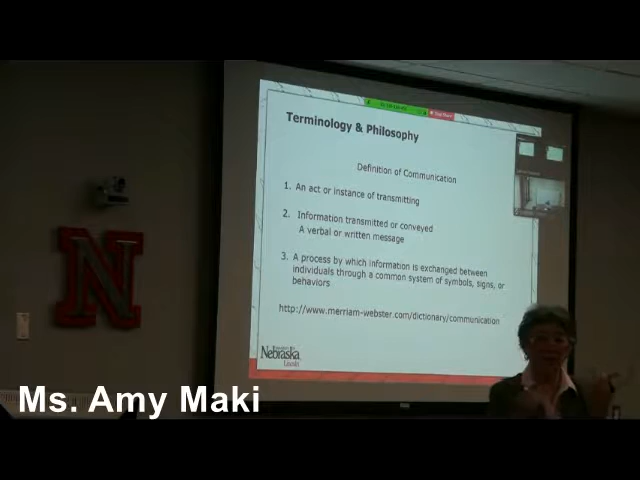 Terminology & Philosophy
Definition of Communication
1. An act or instance of transmitting
2. Information transmitted or conveyed
A verbal or written message
3. A process by which information is exchanged between
individuals through a common system of symbols, signs, or
behaviors
http://www.merriam-webster.com/dictionary/communication
Nebraska
Lincoln
N
Ms. Amy Maki